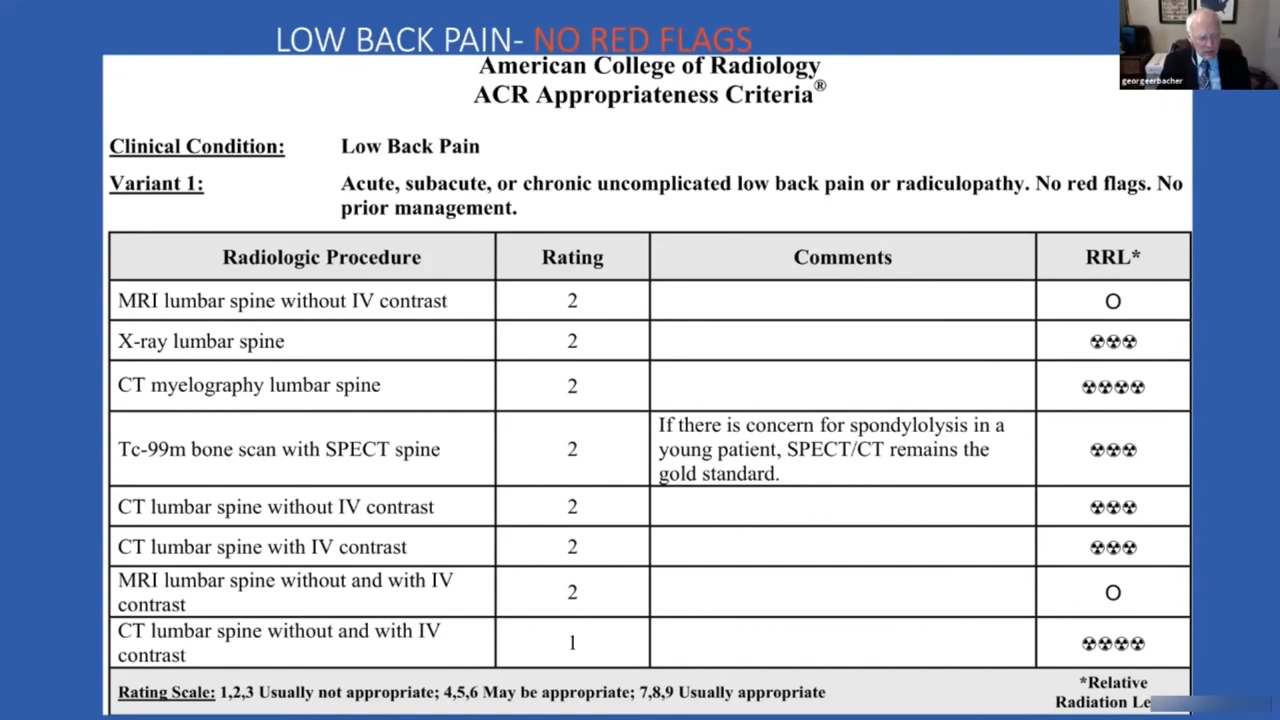 LOW BACK PAIN- NO RED FLAGS
georgeerbacher
American College of Radiology
ACR Appropriateness Criteria®
Clinical Condition: Low Back Pain
Variant 1: Acute, subacute, or chronic uncomplicated low back pain or radiculopathy. No red flags. No
prior management.
Radiologic Procedure Rating Comments RRL*
MRI lumbar spine without IV contrast 2 O
X-ray lumbar spine 2 ☢☢☢
CT myelography lumbar spine 2 ☢☢☢☢
Tc-99m bone scan with SPECT spine 2 If there is concern for spondylolysis in a
young patient, SPECT/CT remains the
gold standard. ☢☢☢
CT lumbar spine without IV contrast 2 ☢☢☢
CT lumbar spine with IV contrast 2 ☢☢☢
MRI lumbar spine without and with IV
contrast 2 O
CT lumbar spine without and with IV
contrast 1 ☢☢☢☢
Rating Scale: 1,2,3 Usually not appropriate; 4,5,6 May be appropriate; 7,8,9 Usually appropriate
*Relative
Radiation Le